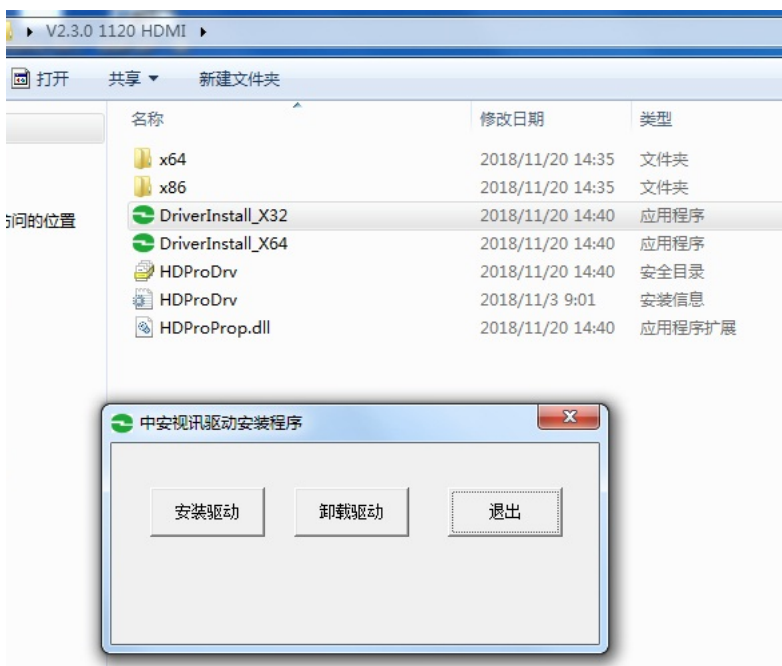 V2.3.0 1120 HDMI
打开 共享 新建文件夹
名称 修改日期 类型
x64 2018/11/20 14:35 文件夹
x86 2018/11/20 14:35 文件夹
访问的位置 DriverInstall_X32 2018/11/20 14:40 应用程序
DriverInstall_X64 2018/11/20 14:40 应用程序
HDProDrv 2018/11/20 14:40 安全目录
HDProDrv 2018/11/3 9:01 安装信息
HDProProp.dll 2018/11/20 14:40 应用程序扩展
中安视讯驱动安装程序
安装驱动 卸载驱动 退出